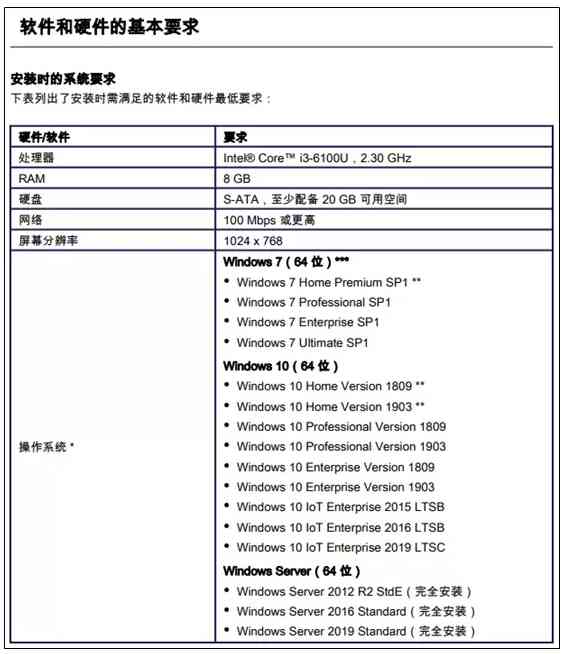 软件和硬件的基本要求
安装时的系统要求
下表列出了安装时需满足的软件和硬件最低要求：
硬件/软件 要求
处理器 Intel® Core™ i3-6100U，2.30 GHz
RAM 8 GB
硬盘 S-ATA，至少配备 20 GB 可用空间
网络 100 Mbps 或更高
屏幕分辨率 1024 x 768
操作系统 *
Windows 7（64 位）***
• Windows 7 Home Premium SP1 **
• Windows 7 Professional SP1
• Windows 7 Enterprise SP1
• Windows 7 Ultimate SP1
Windows 10（64 位）
• Windows 10 Home Version 1809 **
• Windows 10 Home Version 1903 **
• Windows 10 Professional Version 1809
• Windows 10 Professional Version 1903
• Windows 10 Enterprise Version 1809
• Windows 10 Enterprise Version 1903
• Windows 10 IoT Enterprise 2015 LTSB
• Windows 10 IoT Enterprise 2016 LTSB
• Windows 10 IoT Enterprise 2019 LTSC
Windows Server（64 位）
• Windows Server 2012 R2 StdE（完全安装）
• Windows Server 2016 Standard（完全安装）
• Windows Server 2019 Standard（完全安装）